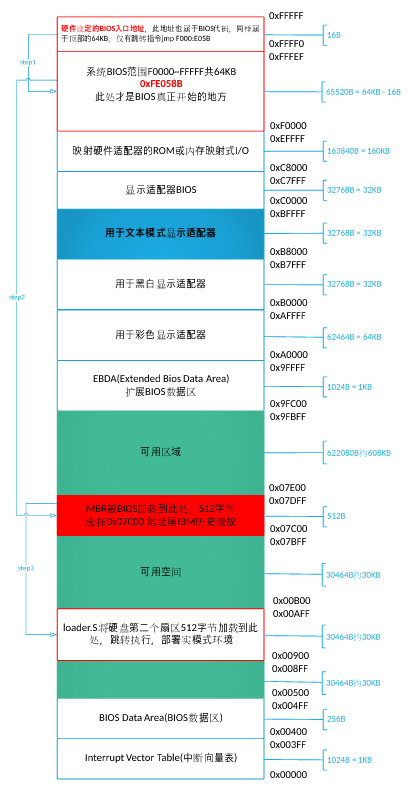 0xFFFFF
硬件设定的BIOS入口地址，此地址也属于BIOS代码，同样属
于顶部的64KB，仅有跳转指令jmp F000:E05B
16B
0xFFFF0
0xFFFEF
step1
系统BIOS范围F0000~FFFFF共64KB
0xFE058B
此处才是BIOS真正开始的地方
65520B = 64KB - 16B
0xF0000
0xEFFFF
映射硬件适配器的ROM或内存映射式I/O
163840B = 160KB
0xC8000
0xC7FFF
显示适配器BIOS
32768B = 32KB
0xC0000
0xBFFFF
用于文本模式显示适配器
32768B = 32KB
0xB8000
0xB7FFF
用于黑白显示适配器
32768B = 32KB
step2
0xB0000
0xAFFFF
用于彩色显示适配器
62464B = 64KB
0xA0000
0x9FFFF
EBDA(Extended Bios Data Area)
扩展BIOS数据区
1024B = 1KB
0x9FC00
0x9FBFF
可用区域
622080B约608KB
0x07E00
0x07DFF
MBR被BIOS加载到此处，512字节
选择0x07C00 地址属IBM历史缘故
512B
0x07C00
0x07BFF
step3
可用空间
30464B约30KB
0x00B00
0x00AFF
loader.S将硬盘第二个扇区512字节加载到此
处，跳转执行，部署实模式环境
30464B约30KB
0x00900
0x008FF
30464B约30KB
0x00500
0x004FF
BIOS Data Area(BIOS数据区)
256B
0x00400
0x003FF
Interrupt Vector Table(中断向量表)
1024B = 1KB
0x00000